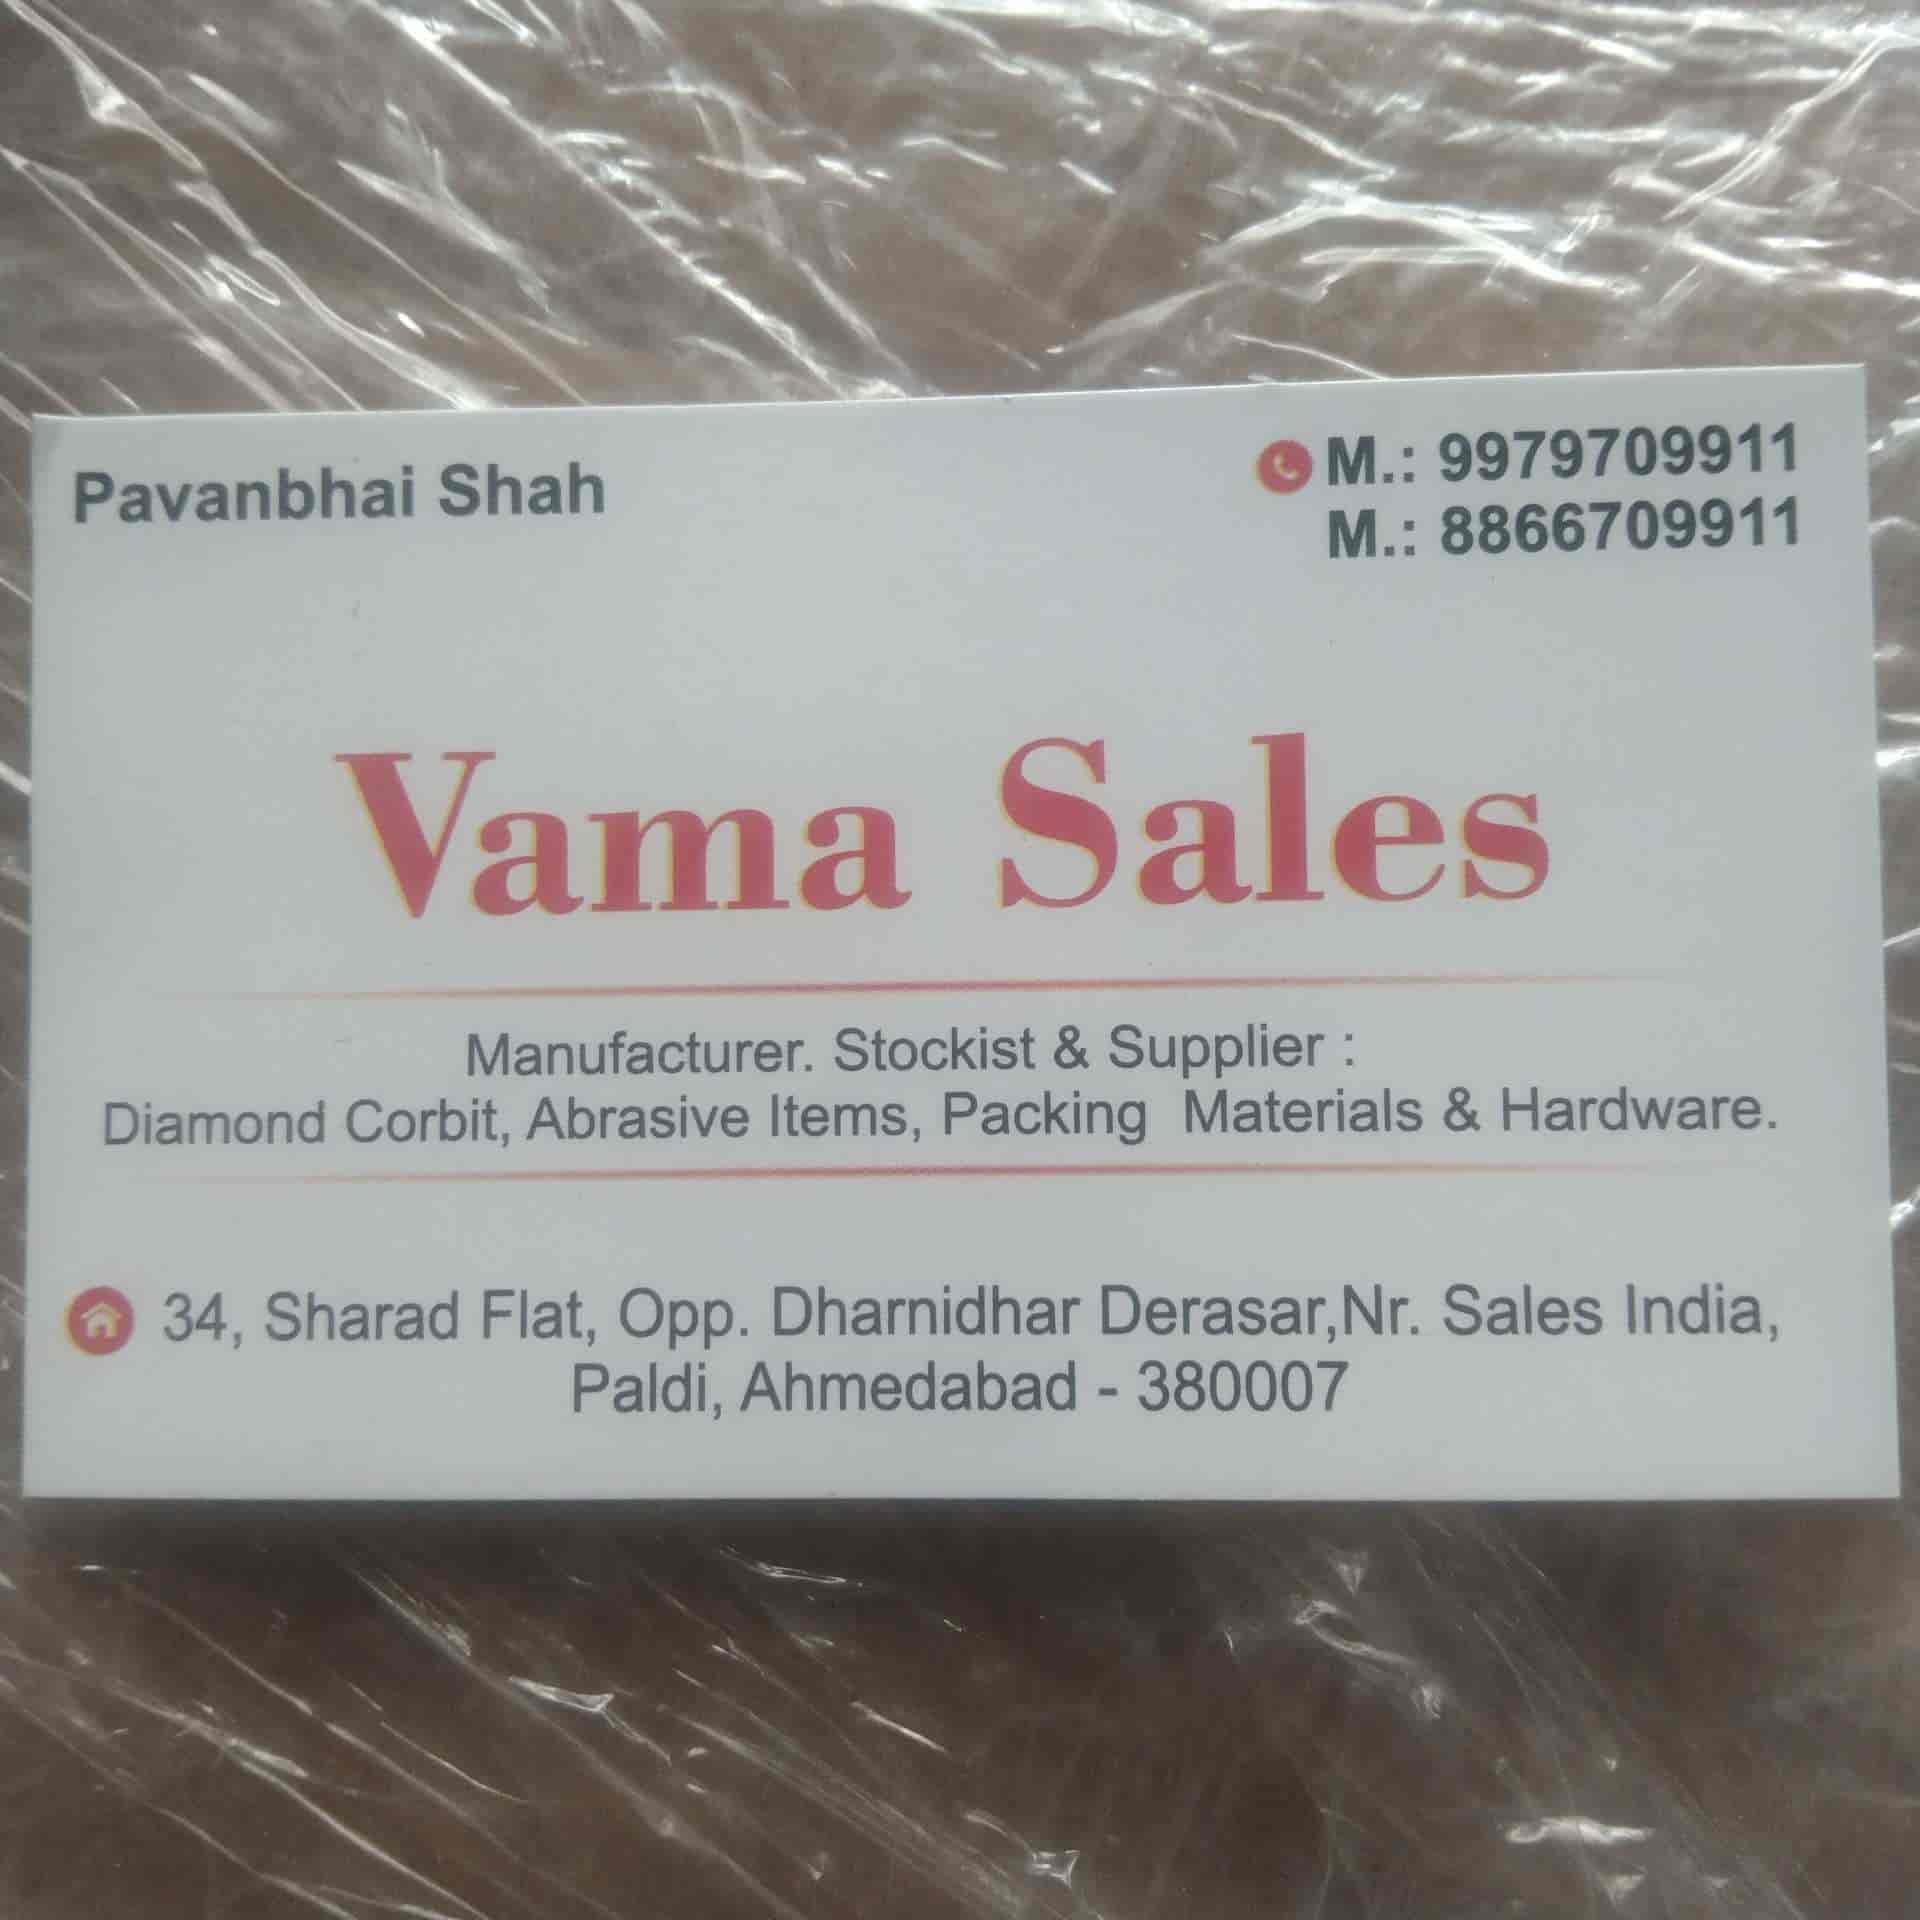 Pavanbhai Shah
M.: 9979709911
M.: 8866709911
Vama Sales
Manufacturer. Stockist & Supplier :
Diamond Corbit, Abrasive Items, Packing Materials & Hardware.
34, Sharad Flat, Opp. Dharnidhar Derasar,Nr. Sales India,
Paldi, Ahmedabad - 380007